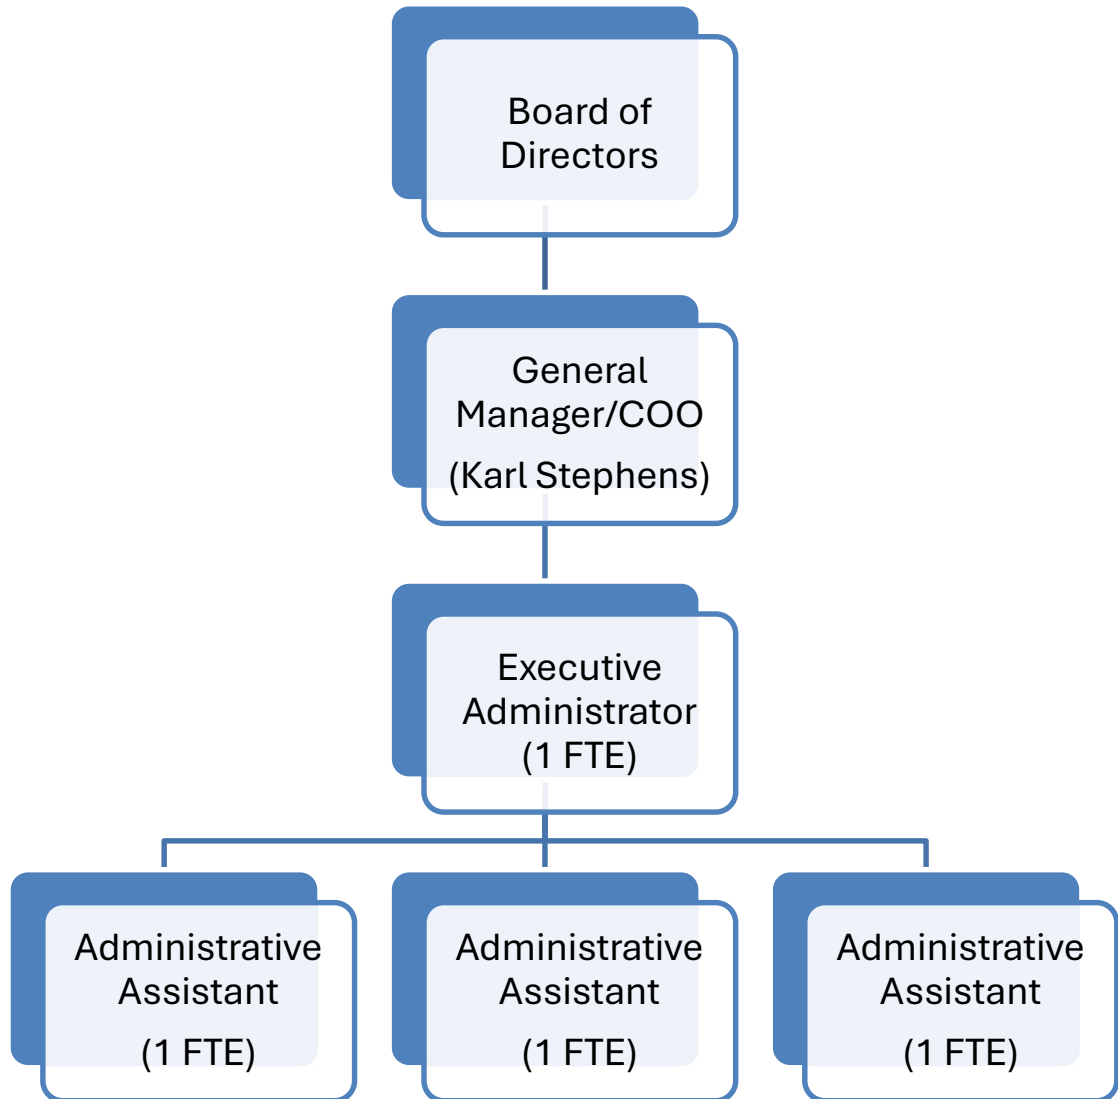 Board of
Directors
General
Manager/COO
(Karl Stephens)
Executive
Administrator
(1 FTE)
Administrative
Assistant
(1 FTE)
Administrative
Assistant
(1 FTE)
Administrative
Assistant
(1 FTE)